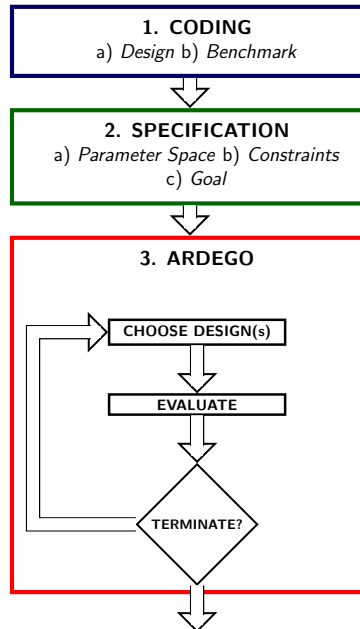 1. CODING
a) Design b) Benchmark
2. SPECIFICATION
a) Parameter Space b) Constraints
c) Goal
3. ARDEGO
CHOOSE DESIGN(s)
EVALUATE
TERMINATE?